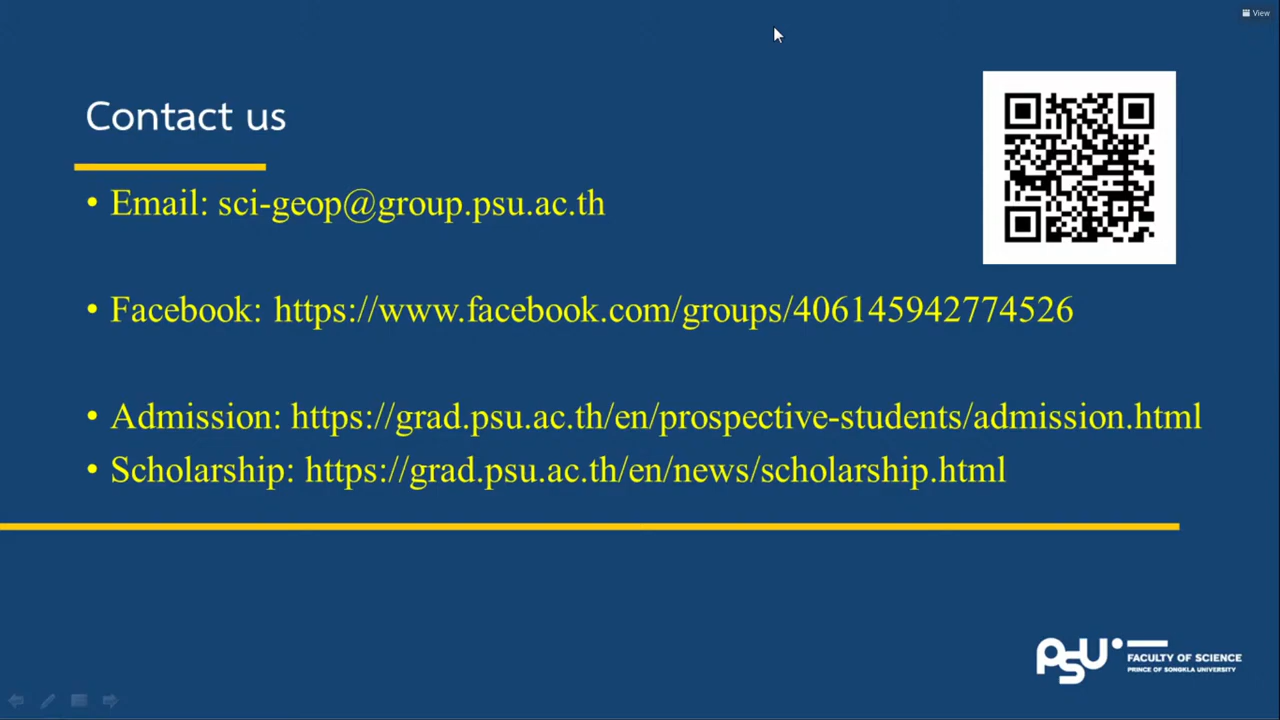 View
Contact us
• Email: sci-geop@group.psu.ac.th
• Facebook: https://www.facebook.com/groups/406145942774526
• Admission: https://grad.psu.ac.th/en/prospective-students/admission.html
• Scholarship: https://grad.psu.ac.th/en/news/scholarship.html
PSU
FACULTY OF SCIENCE
PRINCE OF SONGKLA UNIVERSITY